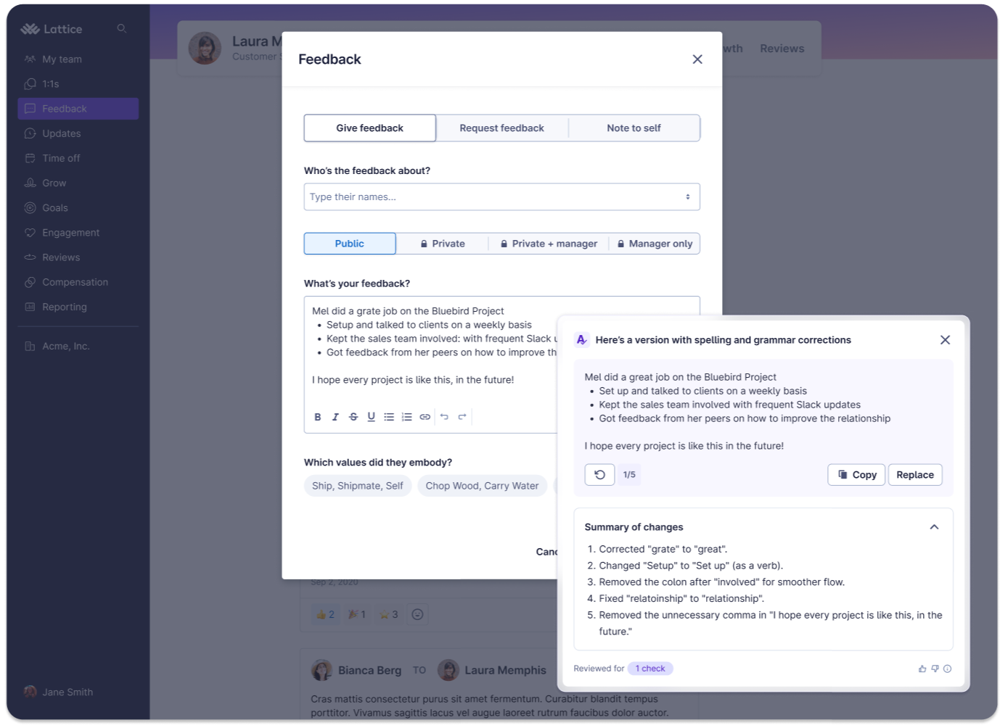 Lattice
My team
1:1s
Feedback
Updates
Time off
Grow
Goals
Engagement
Reviews
Compensation
Reporting
Acme, Inc.
Jane Smith
Laura M
Customer S
wth
Reviews
Feedback
Give feedback
Request feedback
Note to self
Who's the feedback about?
Type their names...
Public
Private
Private + manager
Manager only
What's your feedback?
Mel did a grate job on the Bluebird Project
• Setup and talked to clients on a weekly basis
• Kept the sales team involved: with frequent Slack u
• Got feedback from her peers on how to improve th
I hope every project is like this, in the future!
B I S U
Which values did they embody?
Ship, Shipmate, Self
Chop Wood, Carry Water
Canc
Sep 2, 2020
2
1
3
Bianca Berg TO Laura Memphis
Cras mattis consectetur purus sit amet fermentum. Curabitur blandit tempus
porttitor. Vivamus sagittis lacus vel augue laoreet rutrum faucibus dolor auctor.
Here's a version with spelling and grammar corrections
Mel did a great job on the Bluebird Project
• Set up and talked to clients on a weekly basis
• Kept the sales team involved with frequent Slack updates
• Got feedback from her peers on how to improve the relationship
I hope every project is like this in the future!
1/5
Copy
Replace
Summary of changes
1. Corrected "grate" to "great".
2. Changed "Setup" to "Set up" (as a verb).
3. Removed the colon after "involved" for smoother flow.
4. Fixed "relatoinship" to "relationship".
5. Removed the unnecessary comma in "I hope every project is like this, in the
future."
Reviewed for 1 check